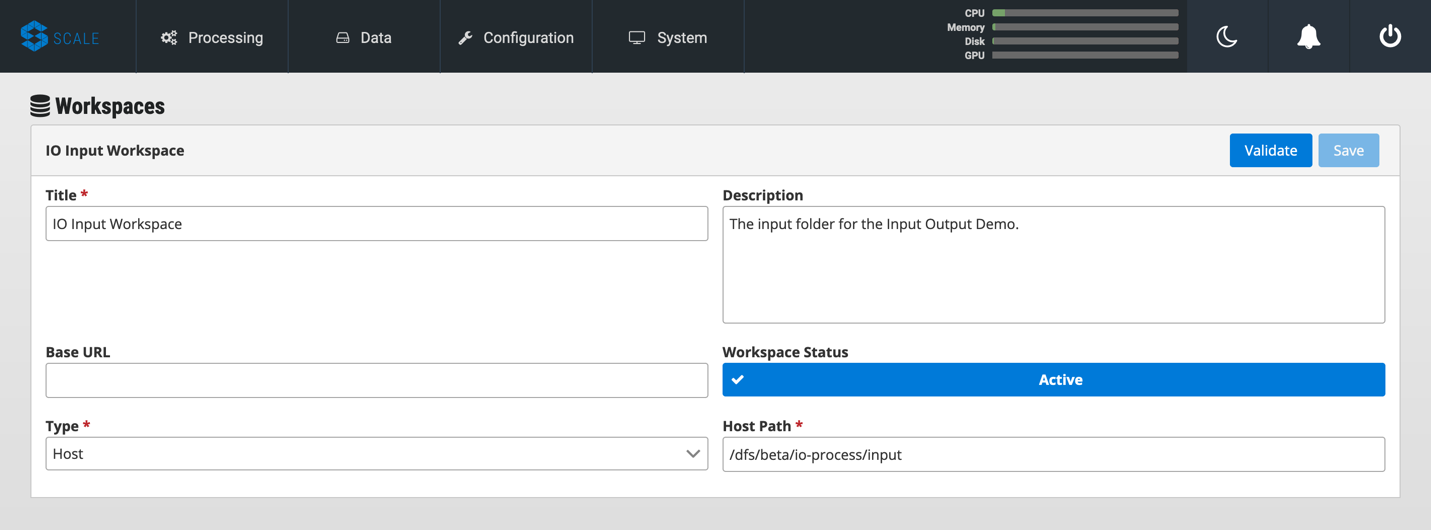 SCALE
Processing
Data
Configuration
System
CPU
Memory
Disk
GPU
Workspaces
IO Input Workspace
Validate
Save
Title *
IO Input Workspace
Description
The input folder for the Input Output Demo.
Base URL
Workspace Status
Active
Type *
Host
Host Path *
/dfs/beta/io-process/input